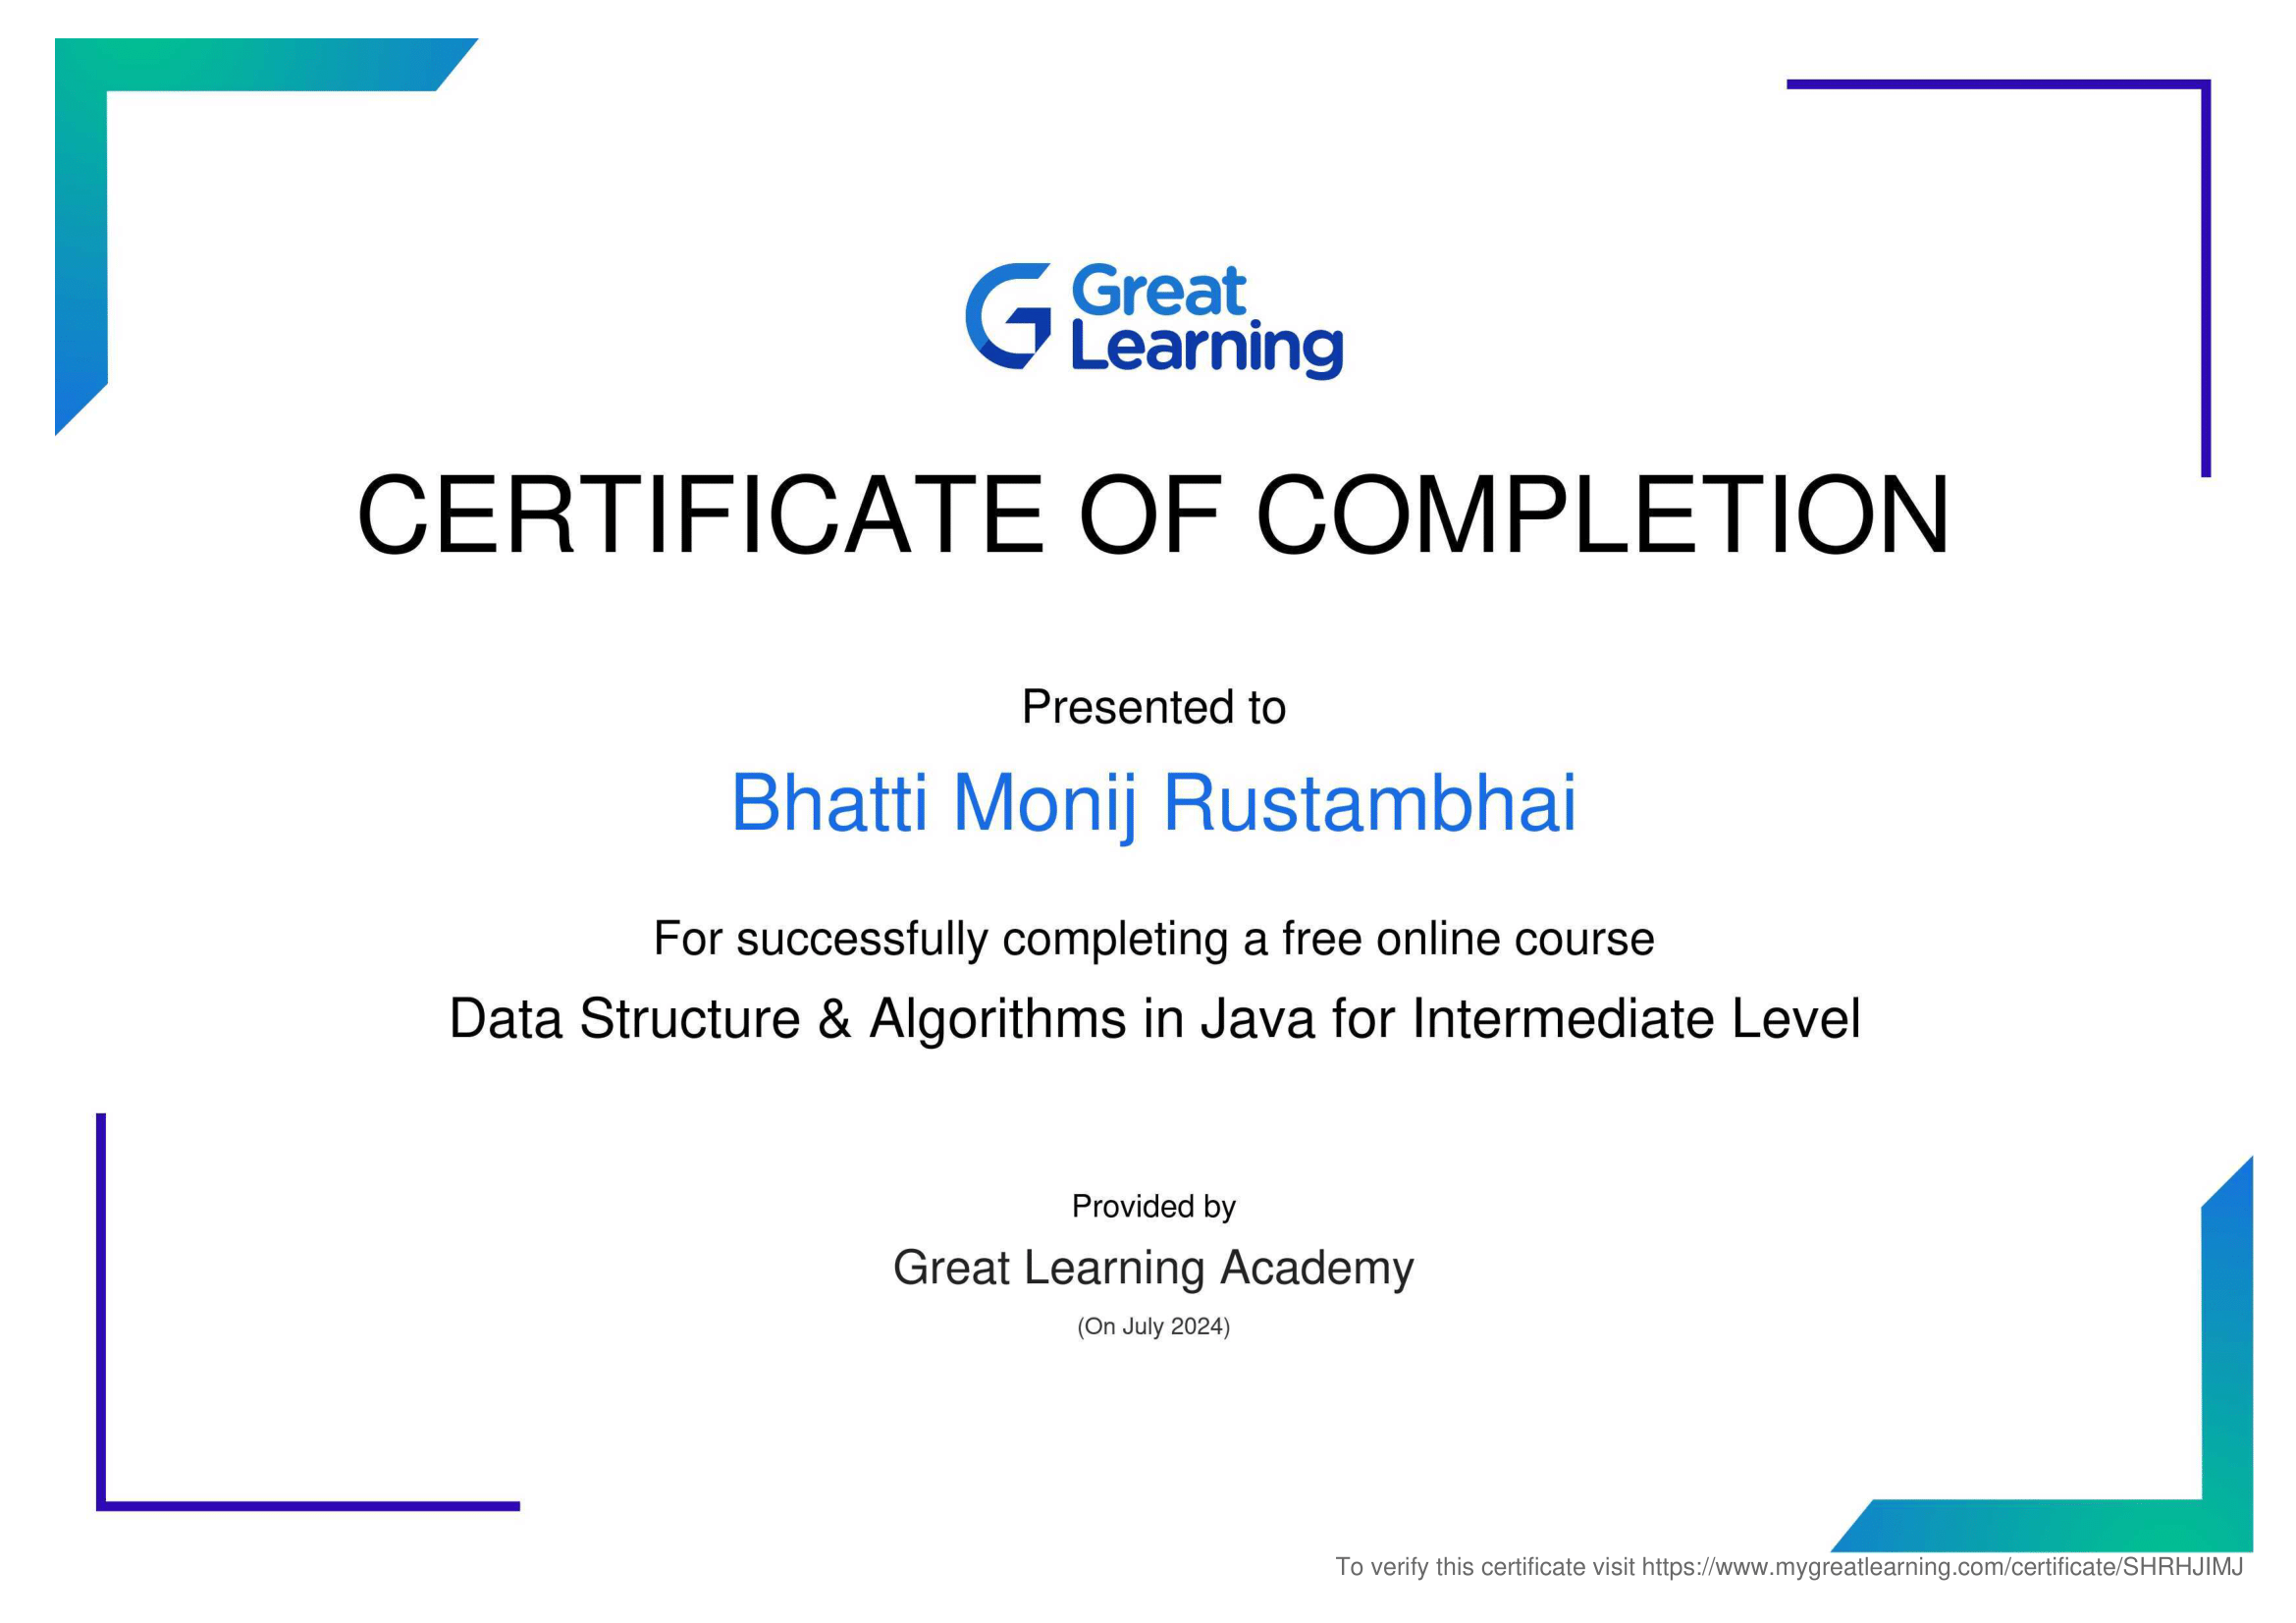 Great
Learning
CERTIFICATE OF COMPLETION
Presented to
Bhatti Monij Rustambhai
For successfully completing a free online course
Data Structure & Algorithms in Java for Intermediate Level
Provided by
Great Learning Academy
(On July 2024)
To verify this certificate visit https://www.mygreatlearning.com/certificate/SHRHJIMJ